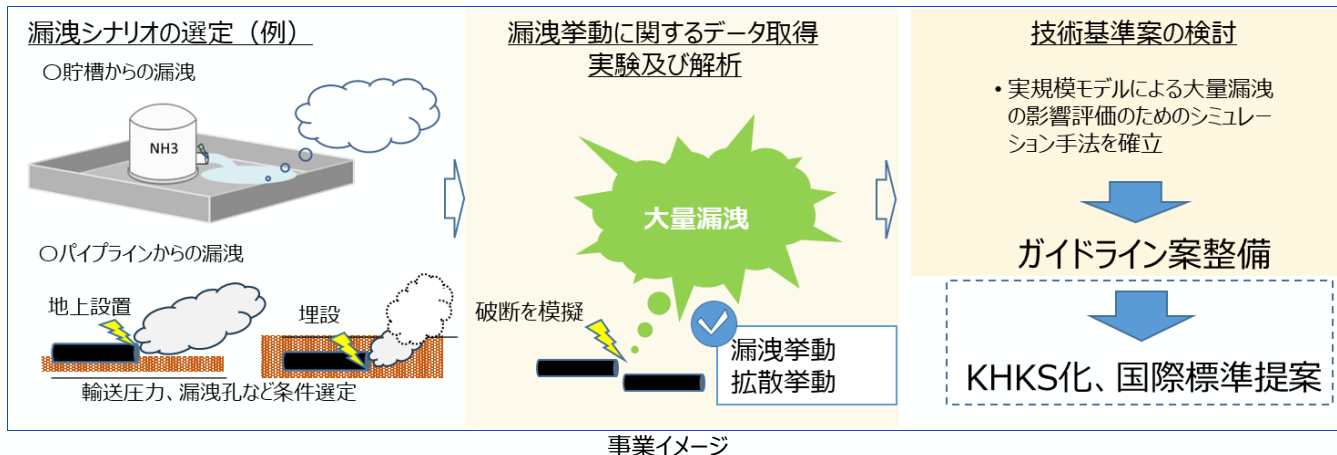 漏洩シナリオの選定（例）
〇貯槽からの漏洩
NH3
〇パイプラインからの漏洩
地上設置
埋設
輸送圧力、漏洩孔など条件選定
漏洩挙動に関するデータ取得
実験及び解析
大量漏洩
破断を模擬
漏洩挙動
拡散挙動
技術基準案の検討
• 実規模モデルによる大量漏洩
の影響評価のためのシミュレー
ション手法を確立
ガイドライン案整備
KHKS化、国際標準提案
事業イメージ